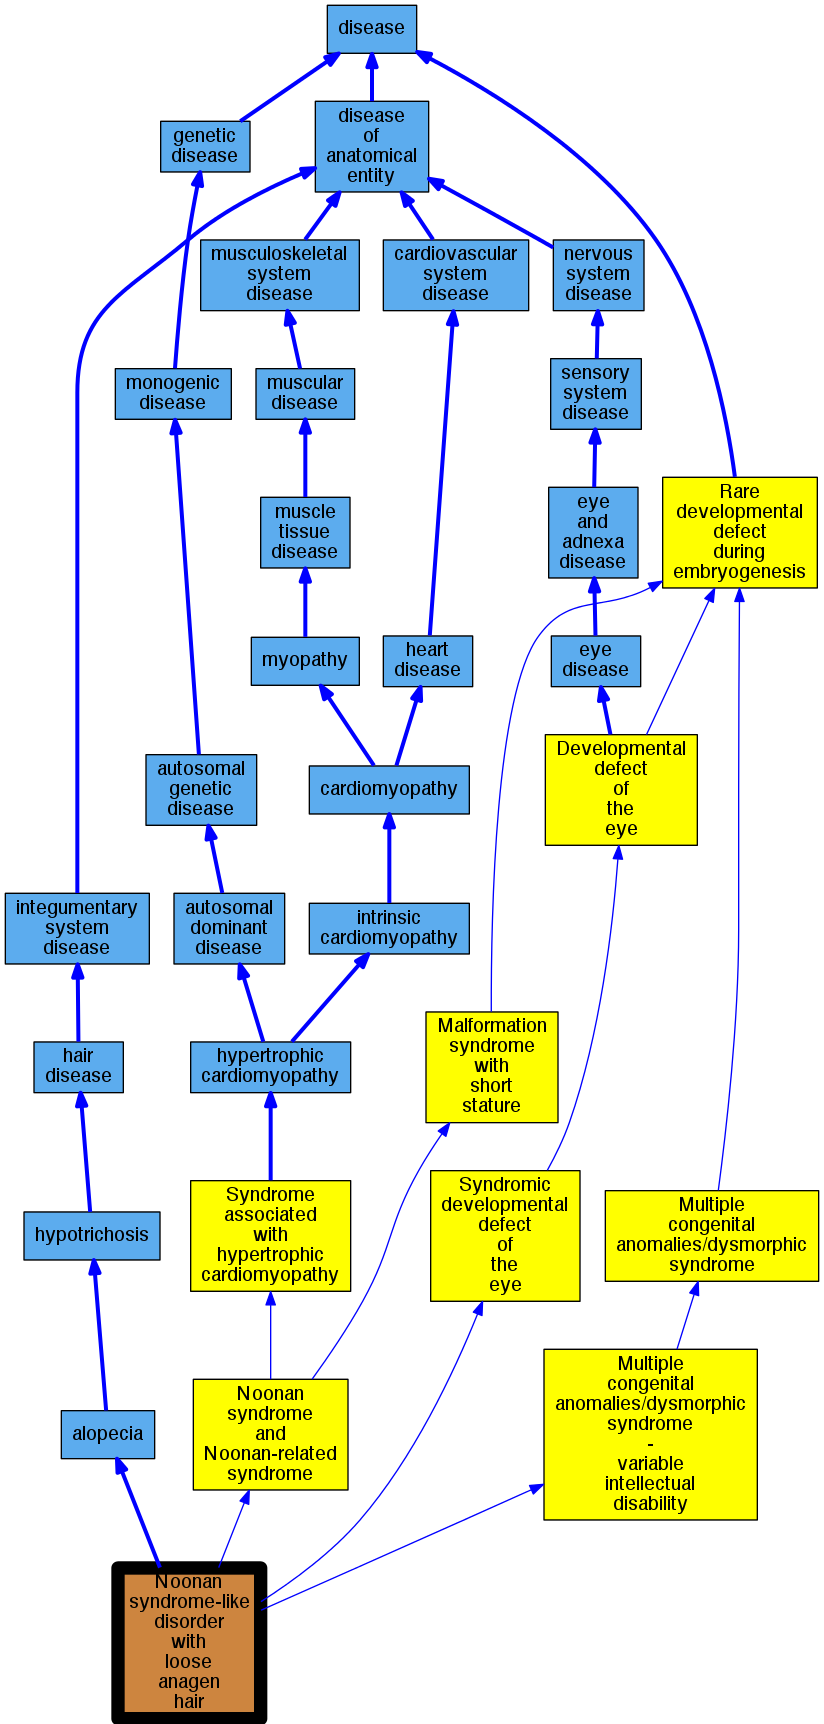 disease
genetic
disease
disease
of
anatomical
entity
musculoskeletal
system
disease
cardiovascular
system
disease
nervous
system
disease
monogenic
disease
muscular
disease
sensory
system
disease
muscle
tissue
disease
eye
and
adnexa
disease
Rare
developmental
defect
during
embryogenesis
myopathy
heart
disease
eye
disease
autosomal
genetic
disease
cardiomyopathy
Developmental
defect
of
the
eye
integumentary
system
disease
autosomal
dominant
disease
intrinsic
cardiomyopathy
hair
disease
hypertrophic
cardiomyopathy
Malformation
syndrome
with
short
stature
hypotrichosis
Syndrome
associated
with
hypertrophic
cardiomyopathy
Syndromic
developmental
defect
of
the
eye
Multiple
congenital
anomalies/dysmorphic
syndrome
alopecia
Noonan
syndrome
and
Noonan-related
syndrome
Multiple
congenital
anomalies/dysmorphic
syndrome
-
variable
intellectual
disability
Noonan
syndrome-like
disorder
with
loose
anagen
hair